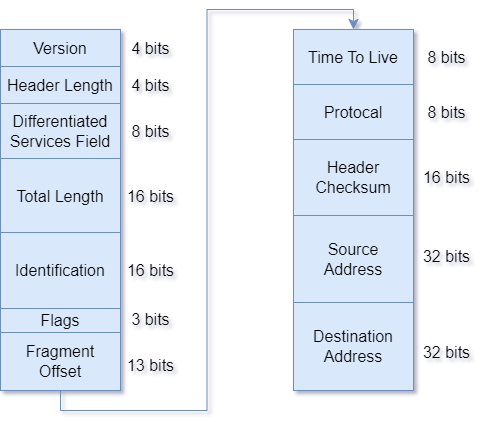 Version 4 bits
Header Length 4 bits
Differentiated
Services Field 8 bits
Total Length 16 bits
Identification 16 bits
Flags 3 bits
Fragment
Offset 13 bits
Time To Live 8 bits
Protocal 8 bits
Header
Checksum 16 bits
Source
Address 32 bits
Destination
Address 32 bits